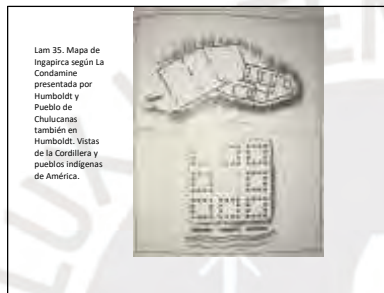 Lam 35. Mapa de
Ingapirca según La
Condamine
presentada por
Humboldt y
Pueblo de
Chulucanas
también en
Humboldt. Vistas
de la Cordillera y
pueblos indígenas
de América.
LUX